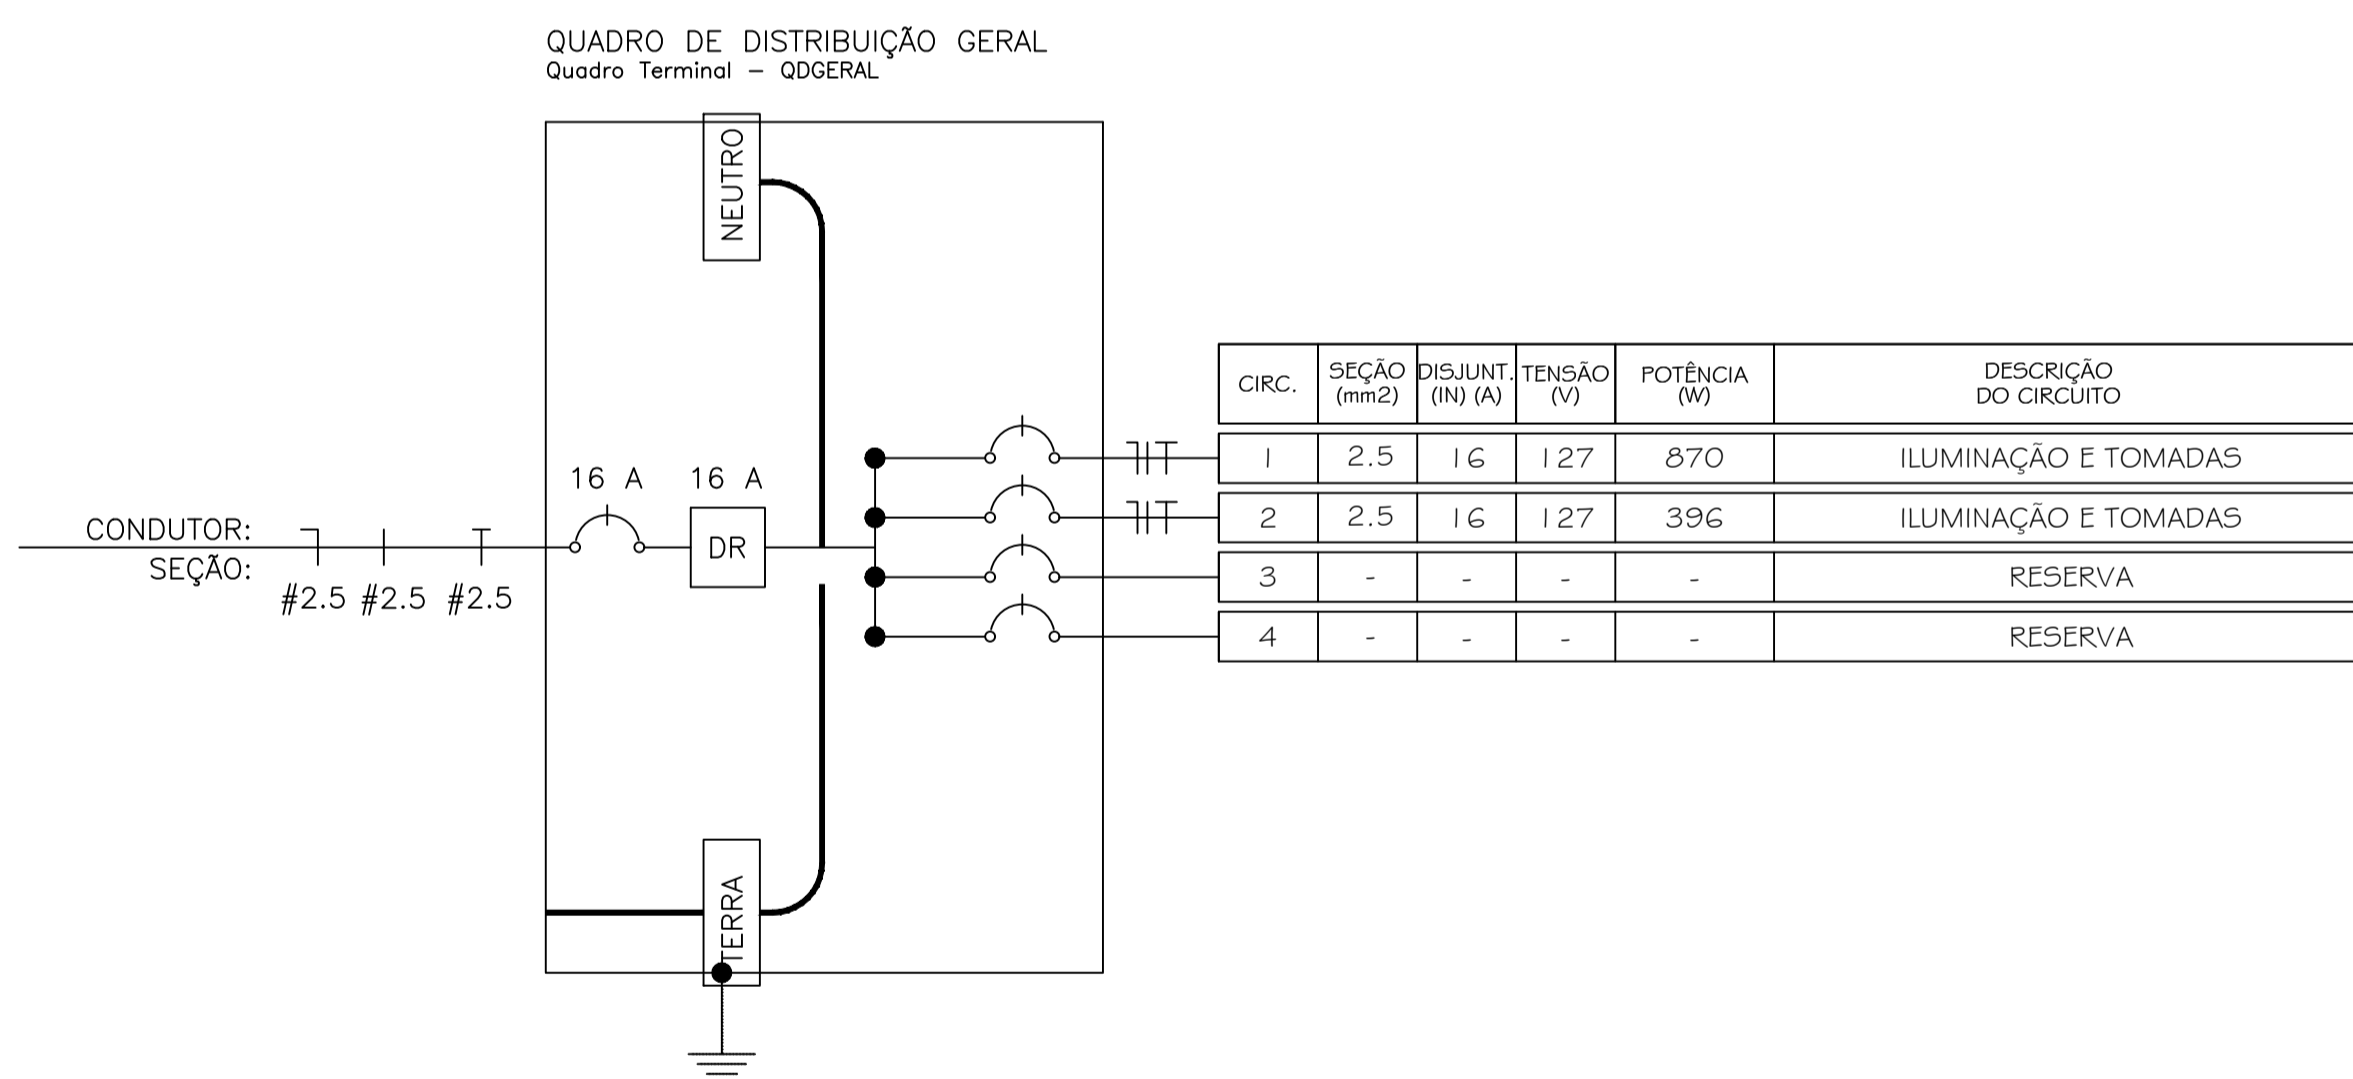 QUADRO DE DISTRIBUIÇÃO GERAL
Quadro Terminal - QDGERAL
NEUTRO
16 A 16 A
CONDUTOR:
DR
SEÇÃO:
#2.5 #2.5 #2.5
TERRA
CIRC. SEÇÃO (mm2) DISJUNT. (IN) (A) TENSÃO (V) POTÊNCIA (W) DESCRIÇÃO DO CIRCUITO
1 2.5 16 127 870 ILUMINAÇÃO E TOMADAS
2 2.5 16 127 396 ILUMINAÇÃO E TOMADAS
3 - - - - RESERVA
4 - - - - RESERVA